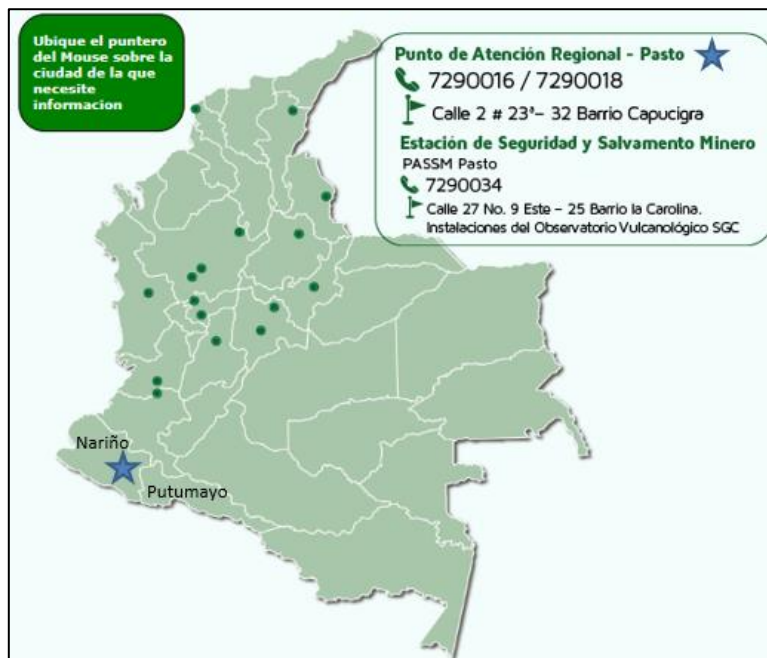 Ubique el puntero
del Mouse sobre la
ciudad de la que
necesite
informacion
Punto de Atención Regional - Pasto
7290016 / 7290018
Calle 2 # 23ª– 32 Barrio Capucigra
Estación de Seguridad y Salvamento Minero
PASSM Pasto
7290034
Calle 27 No. 9 Este – 25 Barrio la Carolina.
Instalaciones del Observatorio Vulcanológico SGC
Nariño
Putumayo